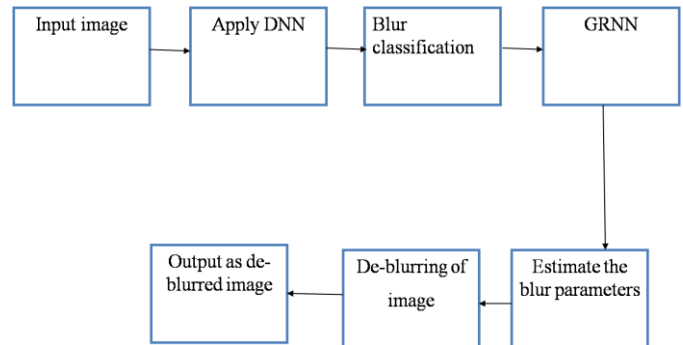 Input image
Apply DNN
Blur
classification
GRNN
Estimate the
blur parameters
De-blurring of
image
Output as de-
blurred image